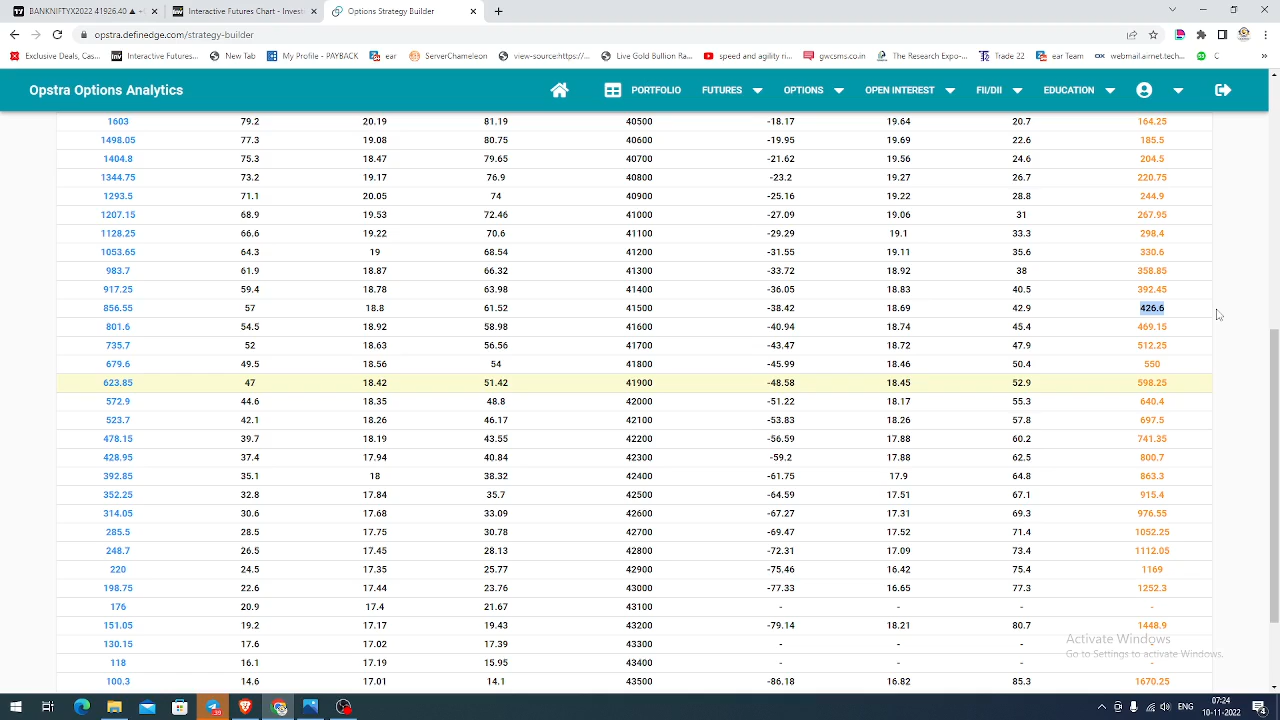 BANKNIFTYX2022 41926.40 ▲ +
Interactive Futures Chart - Invest
Options Strategy Builder
opstra.definedge.com/strategy-builder
Exclusive Deals, Cas... Interactive Futures... New Tab My Profile - PAYBACK ear ServerChameleon view-source:https://... Live Gold Bullion Ra... speed and agility ri... gwcsms.co.in The Research Expo-... Trade 22 ear Team webmail.airnet.tech... C »
Opstra Options Analytics PORTFOLIO FUTURES OPTIONS OPEN INTEREST FII/DII EDUCATION
1603 79.2 20.19 81.19 40500 -18.17 19.64 20.7 164.25
1498.05 77.3 19.08 80.75 40600 -19.95 19.69 22.6 185.5
1404.8 75.3 18.47 79.65 40700 -21.62 19.56 24.6 204.5
1344.75 73.2 19.17 76.9 40800 -23.2 19.27 26.7 220.75
1293.5 71.1 20.05 74 40900 -25.16 19.22 28.8 244.9
1207.15 68.9 19.53 72.46 41000 -27.09 19.06 31 267.95
1128.25 66.6 19.22 70.6 41100 -29.29 19.1 33.3 298.4
1053.65 64.3 19 68.54 41200 -31.55 19.11 35.6 330.6
983.7 61.9 18.87 66.32 41300 -33.72 18.92 38 358.85
917.25 59.4 18.78 63.98 41400 -36.05 18.83 40.5 392.45
856.55 57 18.8 61.52 41500 -38.42 18.69 42.9 426.6
801.6 54.5 18.92 58.98 41600 -40.94 18.74 45.4 469.15
735.7 52 18.63 56.56 41700 -43.47 18.72 47.9 512.25
679.6 49.5 18.56 54 41800 -45.99 18.46 50.4 550
623.85 47 18.42 51.42 41900 -48.58 18.45 52.9 598.25
572.9 44.6 18.35 48.8 42000 -51.22 18.17 55.3 640.4
523.7 42.1 18.26 46.17 42100 -53.83 18.26 57.8 697.5
478.15 39.7 18.19 43.55 42200 -56.59 17.88 60.2 741.35
428.95 37.4 17.94 40.84 42300 -59.2 17.88 62.5 800.7
392.85 35.1 18 38.32 42400 -61.75 17.9 64.8 863.3
352.25 32.8 17.84 35.7 42500 -64.59 17.51 67.1 915.4
314.05 30.6 17.68 33.09 42600 -67.27 17.31 69.3 976.55
285.5 28.5 17.75 30.78 42700 -69.47 17.52 71.4 1052.25
248.7 26.5 17.45 28.13 42800 -72.31 17.09 73.4 1112.05
220 24.5 17.35 25.77 42900 -75.46 16.42 75.4 1169
198.75 22.6 17.44 23.76 43000 -77.33 16.65 77.3 1252.3
176 20.9 17.4 21.67 43100 - - - -
151.05 19.2 17.17 19.43 43200 -79.14 18.21 80.7 1448.9
130.15 17.6 17.02 17.39 43300 - - - -
118 16.1 17.19 15.95 43400 - - - -
100.3 14.6 17.01 14.1 43500 -86.18 16.82 85.3 1670.25
Activate Windows
Go to Settings to activate Windows.
ENG 07:24
10-11-2022